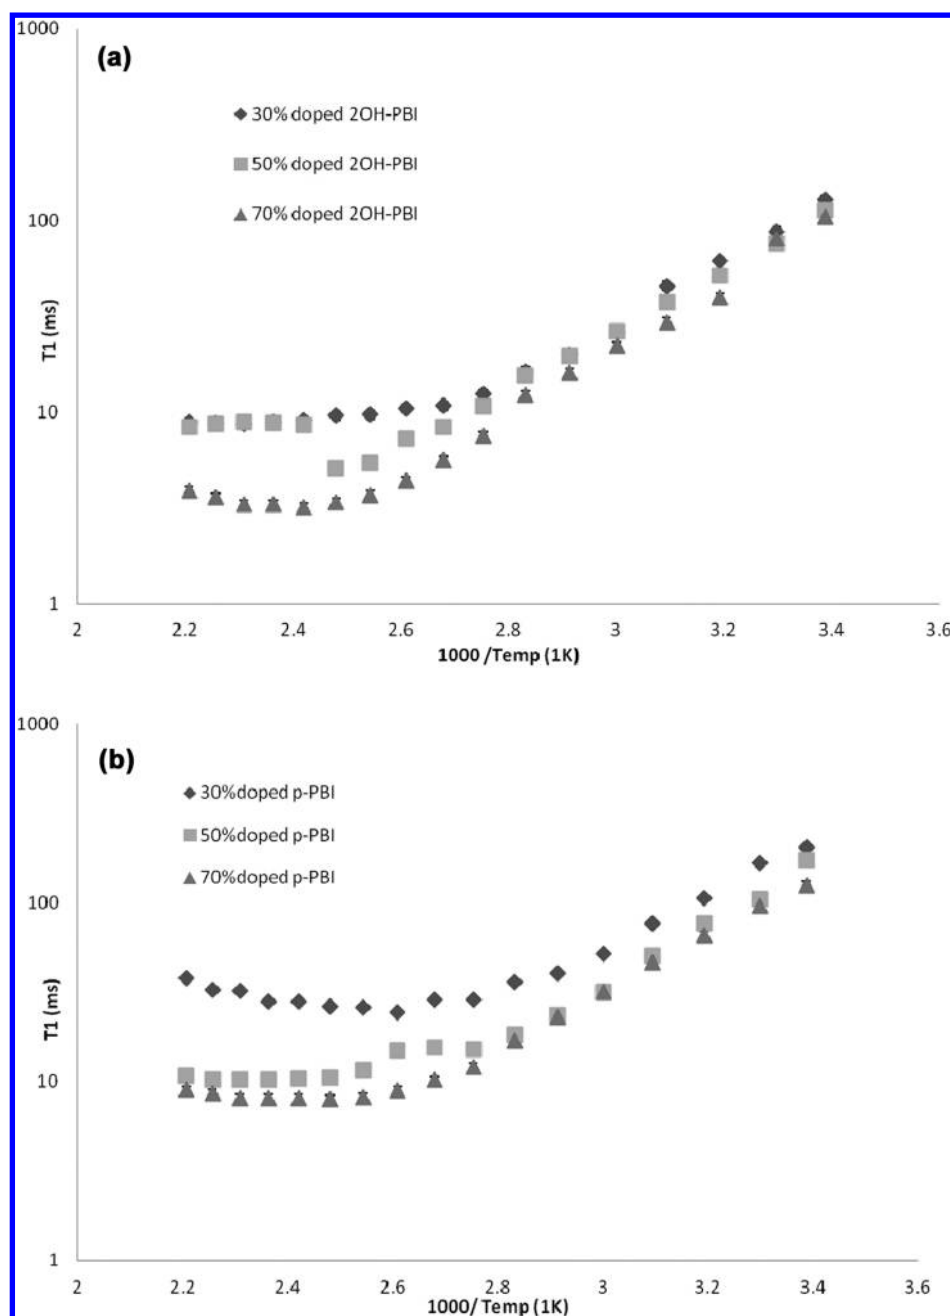 1000
(a)
30% doped 2OH-PBI
50% doped 2OH-PBI
70% doped 2OH-PBI
100
T1 (ms)
10
1
2 2.2 2.4 2.6 2.8 3 3.2 3.4 3.6
1000 /Temp (1K)
1000
(b)
30%doped p-PBI
50%doped p-PBI
70%doped p-PBI
100
T1 (ms)
10
1
2 2.2 2.4 2.6 2.8 3 3.2 3.4 3.6
1000/ Temp (1K)